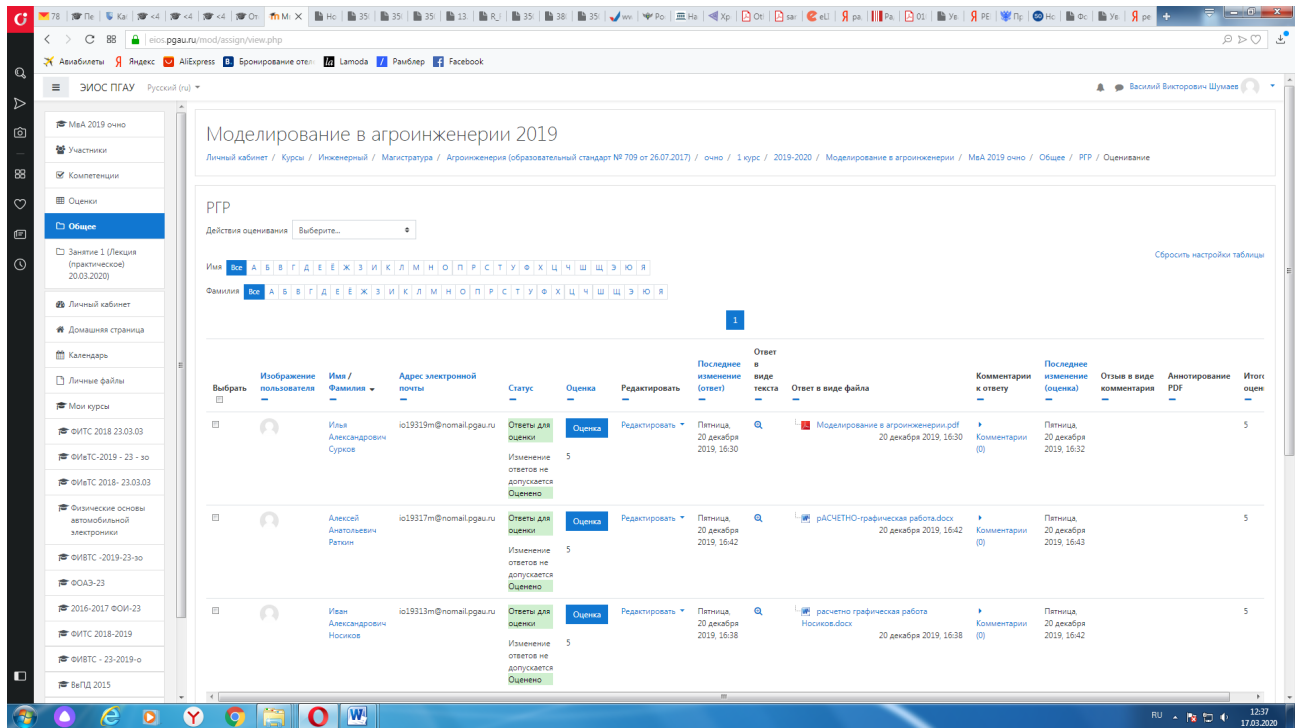 eios.pgau.ru/mod/assign/view.php
Авиабилеты Яндекс AliExpress Бронирование отел Lamoda Рамблер Facebook
ЭИОС ПГАУ Русский (ru)
Василий Викторович Шумаев
МвА 2019 очно
Участники
Компетенции
Оценки
Общее
Занятие 1 (Лекция
(практическое)
20.03.2020)
Личный кабинет
Домашняя страница
Календарь
Личные файлы
Мои курсы
ФИТС 2018 23.03.03
ФИвТС-2019 - 23 - зо
ФИвТС 2018- 23.03.03
Физические основы
автомобильной
электроники
ФИВТС -2019-23-зо
ФОАЭ-23
2016-2017 ФОИ-23
ФИТС 2018-2019
ФИВТС - 23-2019-о
ВеПД 2015
Моделирование в агроинженерии 2019
Личный кабинет / Курсы / Инженерный / Магистратура / Агроинженерия (образовательный стандарт № 709 от 26.07.2017) / очно / 1 курс / 2019-2020 / Моделирование в агроинженерии / МвА 2019 очно / Общее / РГР / Оценивание
РГР
Действия оценивания Выберите...
Сбросить настройки таблицы
Имя Все А Б В Г Д Е Ё Ж З И К Л М Н О П Р С Т У Ф Х Ц Ч Ш Щ Э Ю Я
Фамилия Все А Б В Г Д Е Ё Ж З И К Л М Н О П Р С Т У Ф Х Ц Ч Ш Щ Э Ю Я
1
Выбрать
Изображение
пользователя
Имя /
Фамилия
Адрес электронной
почты
Статус
Оценка
Редактировать
Последнее
изменение
(ответ)
Ответ
в
виде
текста
Ответ в виде файла
Комментарии
к ответу
Последнее
изменение
(оценка)
Отзыв в виде
комментария
Аннотирование
PDF
Итого
оцен
Илья
Александрович
Сурков
io19319m@nomail.pgau.ru
Ответы для
оценки
Изменение
ответов не
допускается
Оценено
Оценка
5
Редактировать
Пятница,
20 декабря
2019, 16:30
Моделирование в агроинженерии.pdf
20 декабря 2019, 16:30
Комментарии
(0)
Пятница,
20 декабря
2019, 16:32
5
Алексей
Анатольевич
Раткин
io19317m@nomail.pgau.ru
Ответы для
оценки
Изменение
ответов не
допускается
Оценено
Оценка
5
Редактировать
Пятница,
20 декабря
2019, 16:42
рАСЧЕТНО-графическая работа.docx
20 декабря 2019, 16:42
Комментарии
(0)
Пятница,
20 декабря
2019, 16:43
5
Иван
Александрович
Носиков
io19313m@nomail.pgau.ru
Ответы для
оценки
Изменение
ответов не
допускается
Оценено
Оценка
5
Редактировать
Пятница,
20 декабря
2019, 16:38
расчетно графическая работа
Носиков.docx
20 декабря 2019, 16:38
Комментарии
(0)
Пятница,
20 декабря
2019, 16:42
5
RU
12:37
17.03.2020